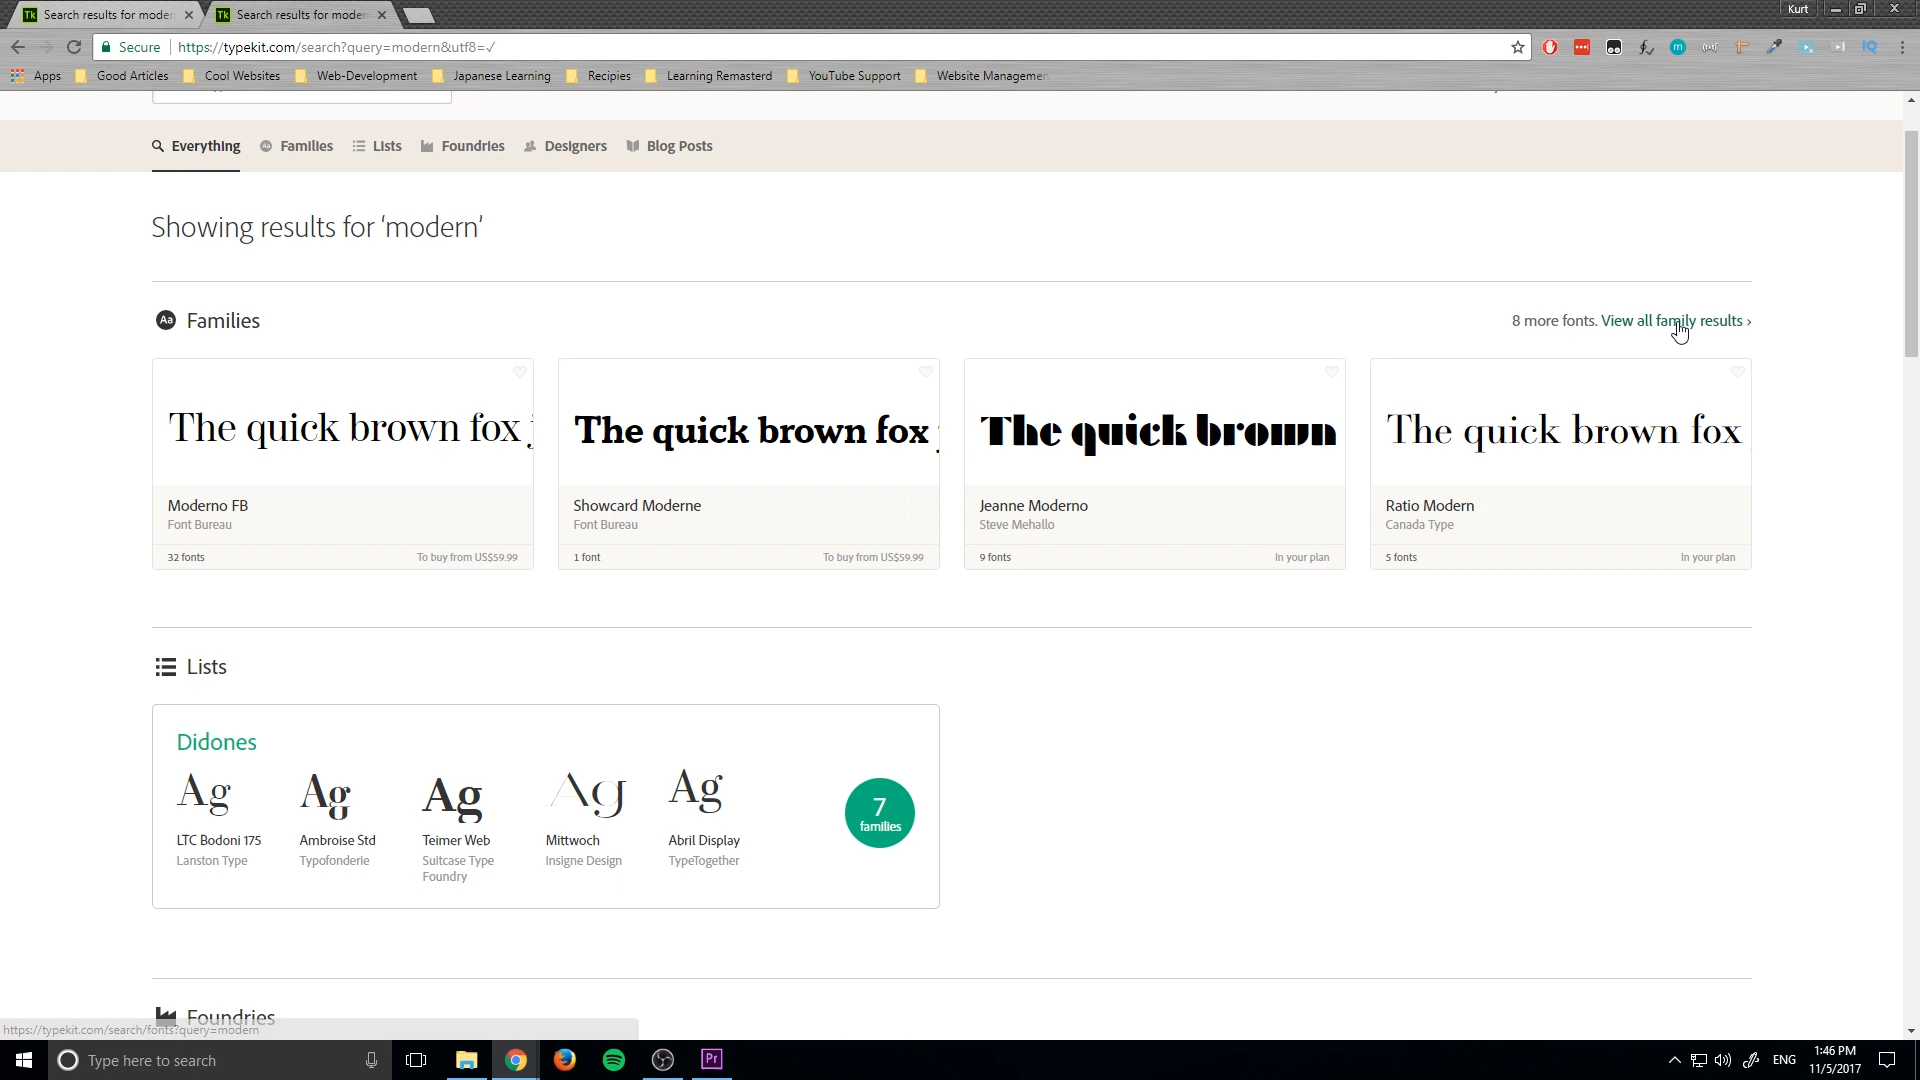 Search results for moder
Search results for moder
Kurt
Secure
https://typekit.com/search?query=modern&utf8=✓
Apps
Good Articles
Cool Websites
Web-Development
Japanese Learning
Recipies
Learning Remasterd
YouTube Support
Website Managemen
Everything
Families
Lists
Foundries
Designers
Blog Posts
Showing results for ‘modern’
Aa Families
8 more fonts. View all family results ›
The quick brown fox j
Moderno FB
Font Bureau
32 fonts
To buy from US$59.99
The quick brown fox j
Showcard Moderne
Font Bureau
1 font
To buy from US$59.99
The quick brown
Jeanne Moderno
Steve Mehallo
9 fonts
In your plan
The quick brown fox
Ratio Modern
Canada Type
5 fonts
In your plan
Lists
Didones
Ag
LTC Bodoni 175
Lanston Type
Ag
Ambroise Std
Typofonderie
Ag
Teimer Web
Suitcase Type
Foundry
Ag
Mittwoch
Insigne Design
Ag
Abril Display
TypeTogether
7
families
Foundries
https://typekit.com/search/fonts?query=modern
Type here to search
Pr
ENG
1:46 PM
11/5/2017